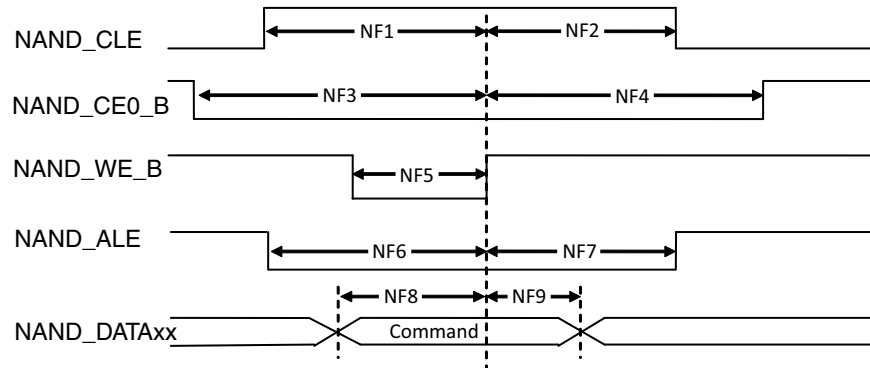 NAND_CLE NF1 NF2
NAND_CE0_B NF3 NF4
NAND_WE_B NF5
NAND_ALE NF6 NF7
NF8 NF9
NAND_DATAxx Command